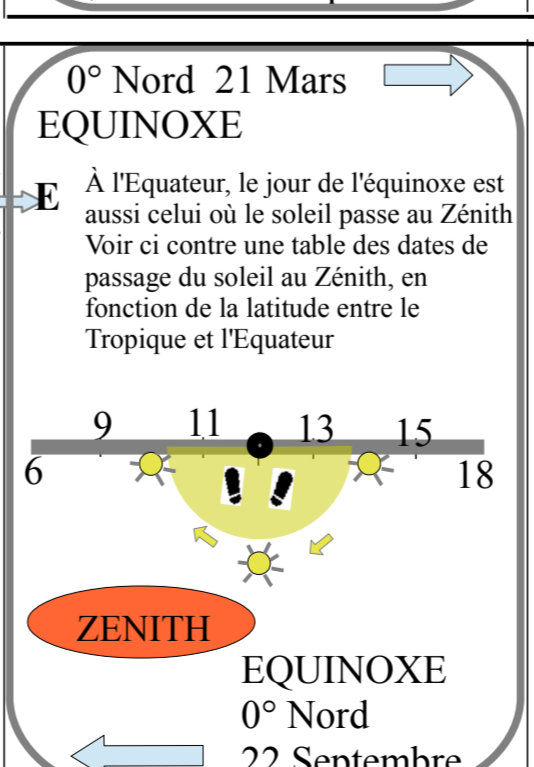 0° Nord 21 Mars
EQUINOXE
E
À l'Equateur, le jour de l'équinoxe est
aussi celui où le soleil passe au Zénith
Voir ci contre une table des dates de
passage du soleil au Zénith, en
fonction de la latitude entre le
Tropique et l'Equateur
9 11 13 15
6 18
ZENITH
EQUINOXE
0° Nord
22 Septembre